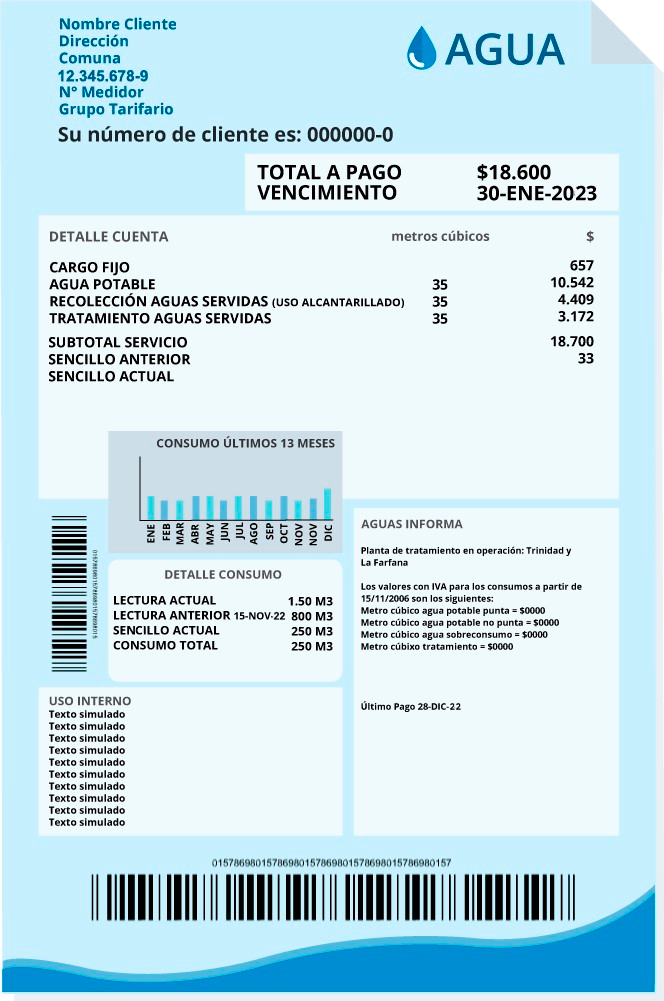 Nombre Cliente
Dirección
Comuna
12.345.678-9
N° Medidor
Grupo Tarifario
AGUA
Su número de cliente es: 000000-0
TOTAL A PAGO $18.600
VENCIMIENTO 30-ENE-2023
DETALLE CUENTA metros cúbicos $
CARGO FIJO 657
AGUA POTABLE 35 10.542
RECOLECCIÓN AGUAS SERVIDAS (USO ALCANTARILLADO) 35 4.409
TRATAMIENTO AGUAS SERVIDAS 35 3.172
SUBTOTAL SERVICIO 18.700
SENCILLO ANTERIOR 33
SENCILLO ACTUAL
CONSUMO ÚLTIMOS 13 MESES
ENE FEB MAR ABR MAY JUN JUL AGO SEP OCT NOV NOV DIC
DETALLE CONSUMO
LECTURA ACTUAL 1.50 M3
LECTURA ANTERIOR 15-NOV-22 800 M3
SENCILLO ACTUAL 250 M3
CONSUMO TOTAL 250 M3
AGUAS INFORMA
Planta de tratamiento en operación: Trinidad y
La Farfana
Los valores con IVA para los consumos a partir de
15/11/2006 son los siguientes:
Metro cúbico agua potable punta = $0000
Metro cúbico agua potable no punta = $0000
Metro cúbico agua sobreconsumo = $0000
Metro cúbixo tratamiento = $0000
Último Pago 28-DIC-22
USO INTERNO
Texto simulado
Texto simulado
Texto simulado
Texto simulado
Texto simulado
Texto simulado
Texto simulado
Texto simulado
Texto simulado
Texto simulado
01578698015786980157869801578698015786980157